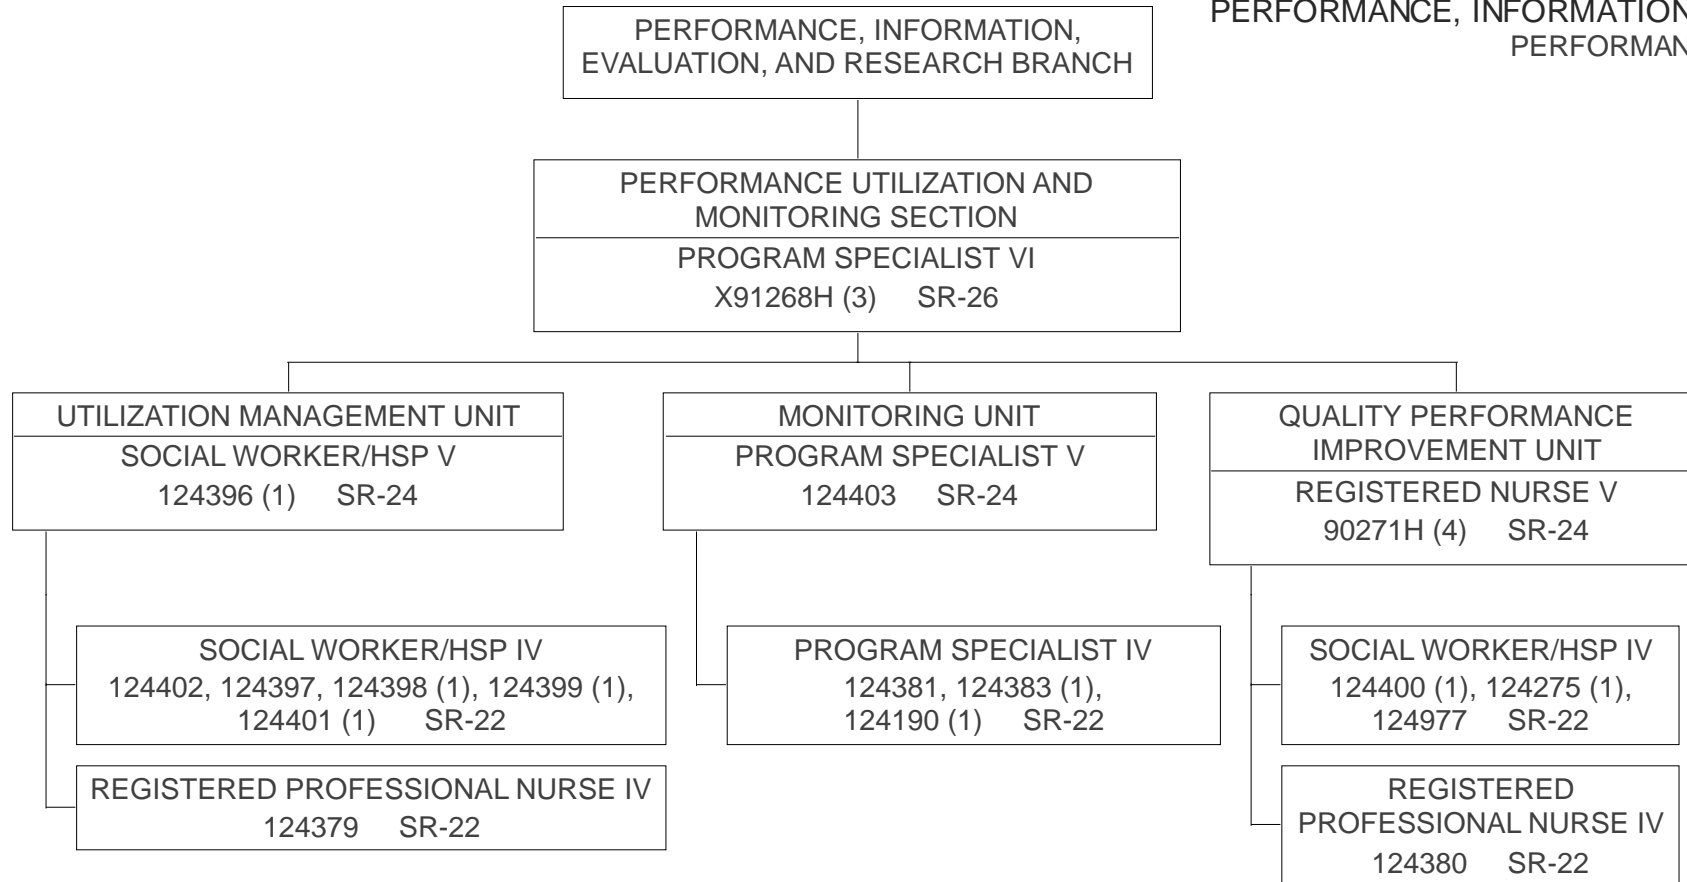 PERFORMANCE, INFORMATION
PERFORMAN
PERFORMANCE, INFORMATION,
EVALUATION, AND RESEARCH BRANCH
PERFORMANCE UTILIZATION AND
MONITORING SECTION
PROGRAM SPECIALIST VI
X91268H (3) SR-26
UTILIZATION MANAGEMENT UNIT
SOCIAL WORKER/HSP V
124396 (1) SR-24
SOCIAL WORKER/HSP IV
124402, 124397, 124398 (1), 124399 (1),
124401 (1) SR-22
REGISTERED PROFESSIONAL NURSE IV
124379 SR-22
MONITORING UNIT
PROGRAM SPECIALIST V
124403 SR-24
PROGRAM SPECIALIST IV
124381, 124383 (1),
124190 (1) SR-22
QUALITY PERFORMANCE
IMPROVEMENT UNIT
REGISTERED NURSE V
90271H (4) SR-24
SOCIAL WORKER/HSP IV
124400 (1), 124275 (1),
124977 SR-22
REGISTERED
PROFESSIONAL NURSE IV
124380 SR-22